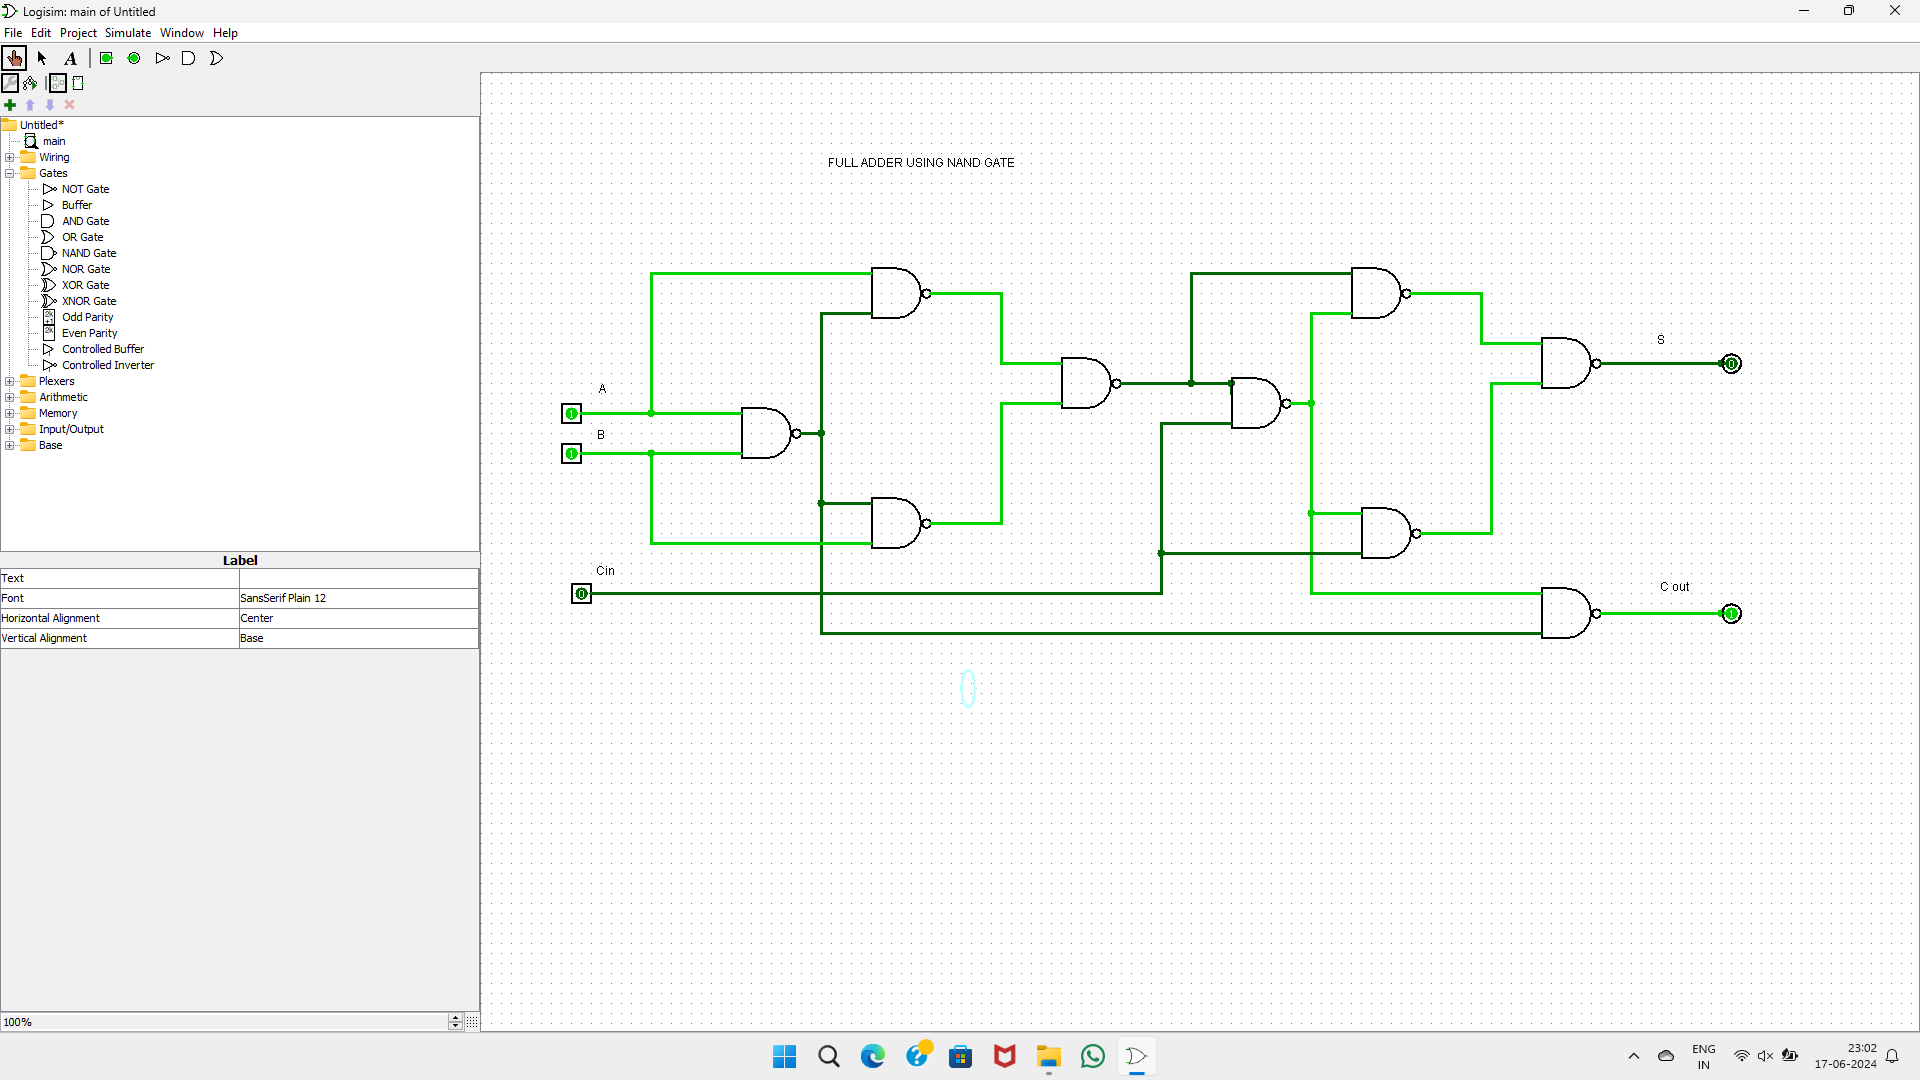 Logisim: main of Untitled
File Edit Project Simulate Window Help
A
Untitled*
main
Wiring
Gates
NOT Gate
Buffer
AND Gate
OR Gate
NAND Gate
NOR Gate
XOR Gate
XNOR Gate
Odd Parity
Even Parity
Controlled Buffer
Controlled Inverter
Plexers
Arithmetic
Memory
Input/Output
Base
Label
Text
Font SansSerif Plain 12
Horizontal Alignment Center
Vertical Alignment Base
100%
FULL ADDER USING NAND GATE
A
1
B
1
Cin
0
S
0
C out
1
ENG
IN
23:02
17-06-2024